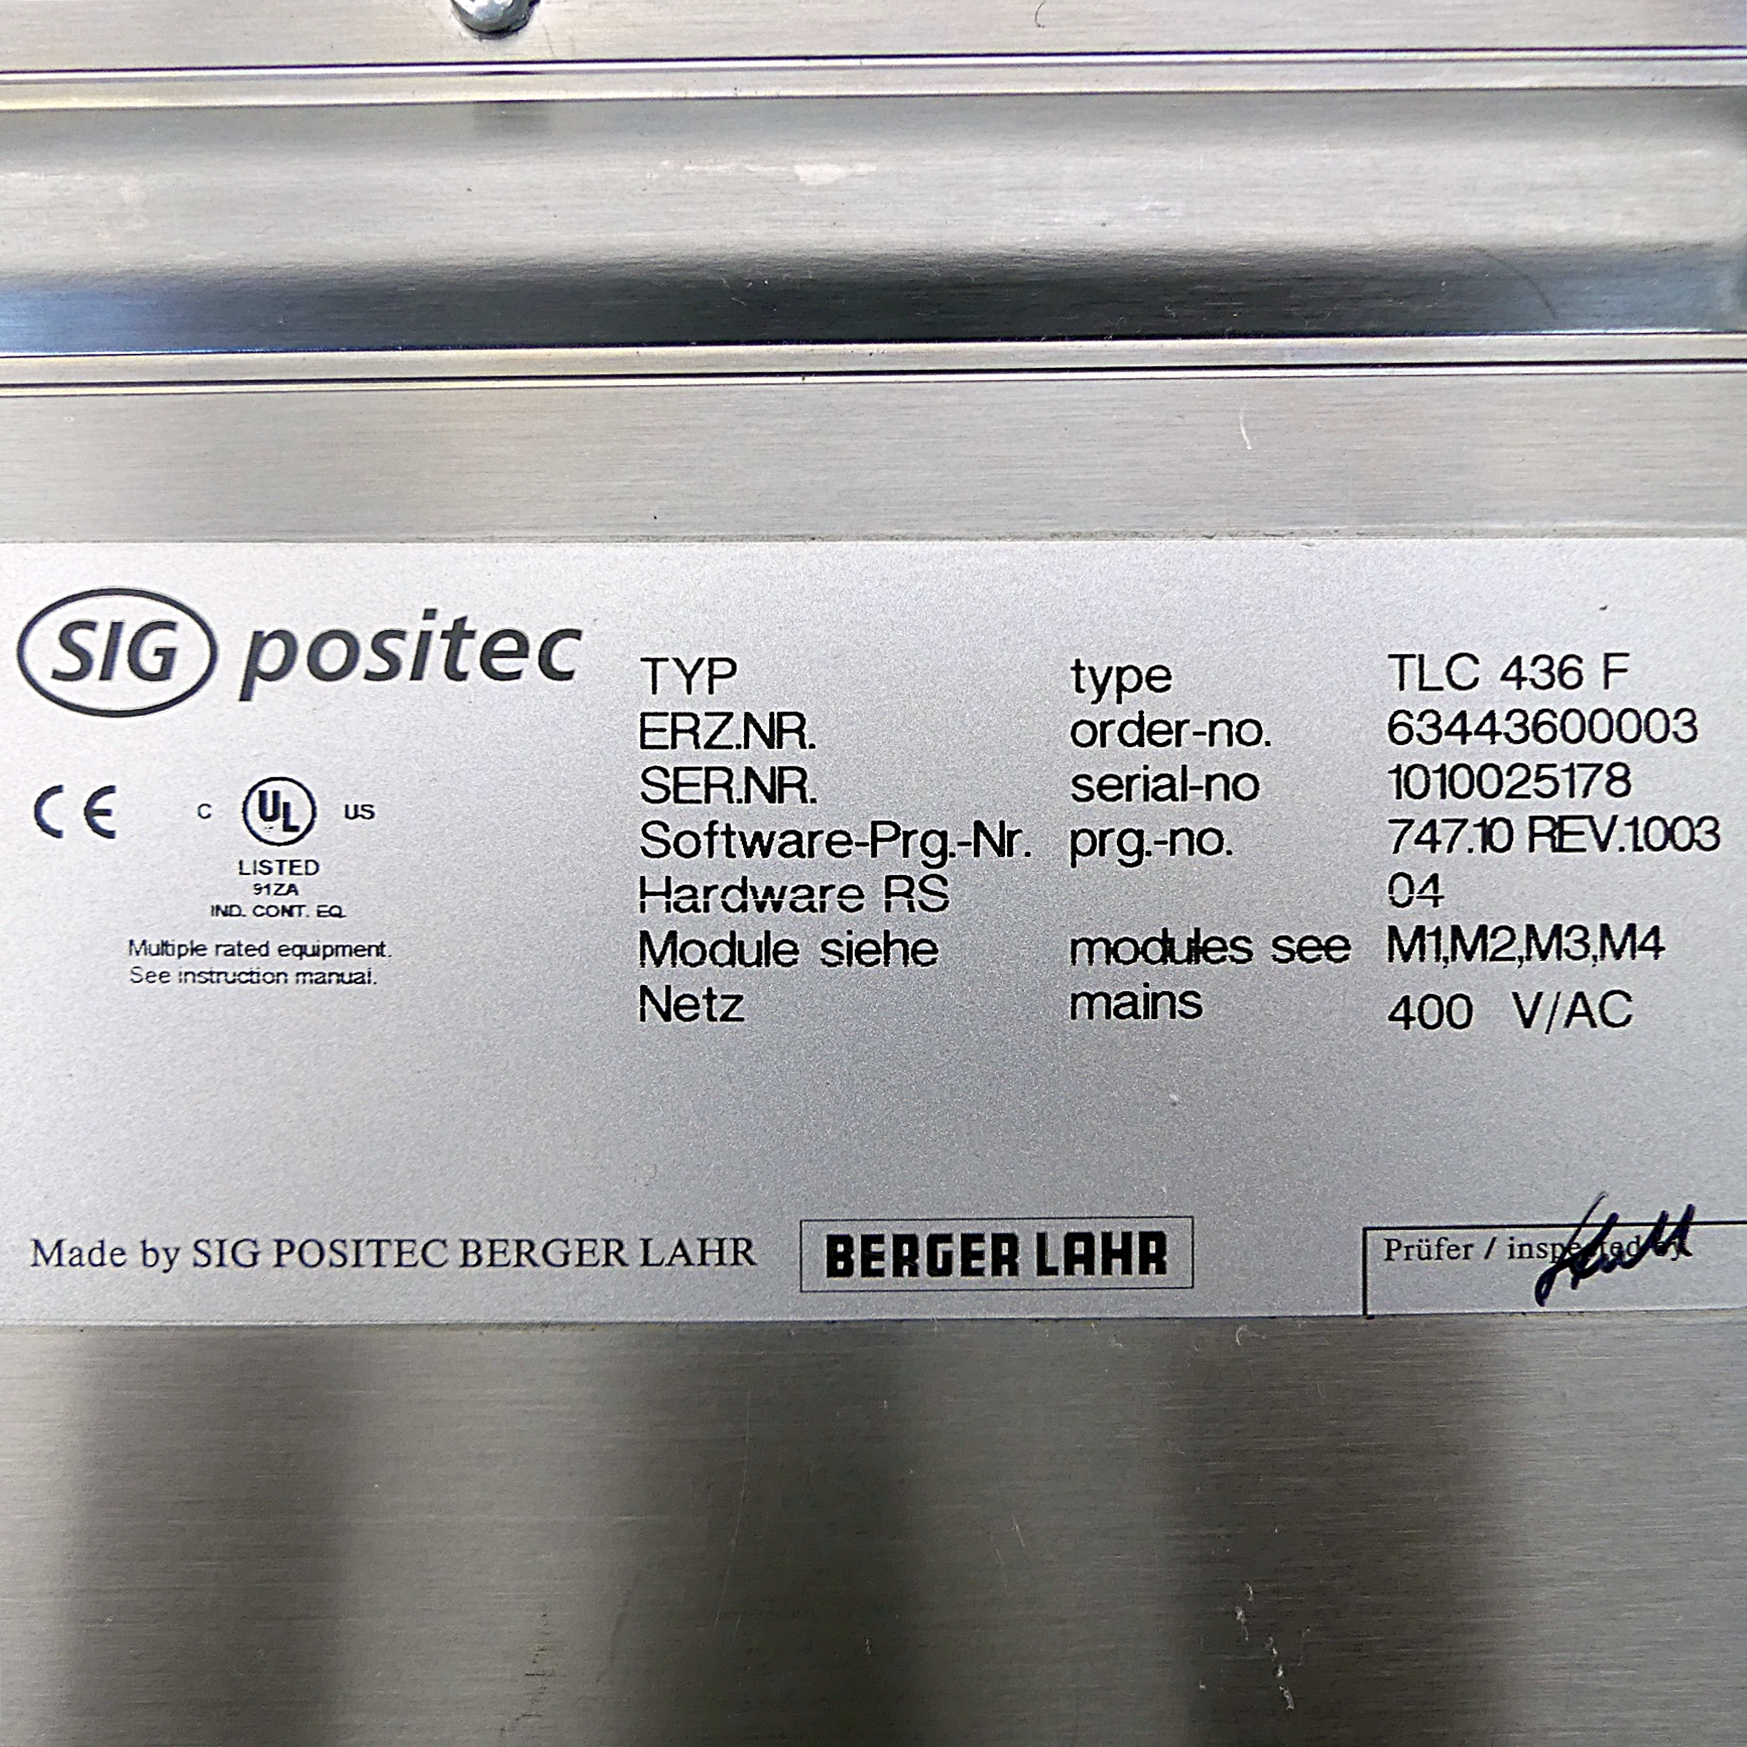 SIG positec
TYP type TLC 436 F
ERZ.NR. order-no. 63443600003
SER.NR. serial-no 1010025178
Software-Prg.-Nr. prg.-no. 747.10 REV.1.003
Hardware RS 04
Module siehe modules see M1,M2,M3,M4
Netz mains 400 V/AC
CE C UL US
LISTED
91ZA
IND. CONT. EQ.
Multiple rated equipment.
See instruction manual.
Made by SIG POSITEC BERGER LAHR
BERGER LAHR
Prüfer / inspected by